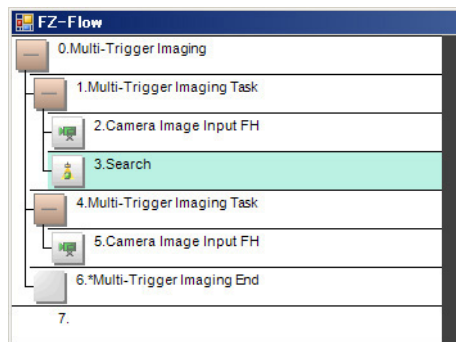 FZ-Flow
0.Multi-Trigger Imaging
1.Multi-Trigger Imaging Task
2.Camera Image Input FH
3.Search
4.Multi-Trigger Imaging Task
5.Camera Image Input FH
6.*Multi-Trigger Imaging End
7.